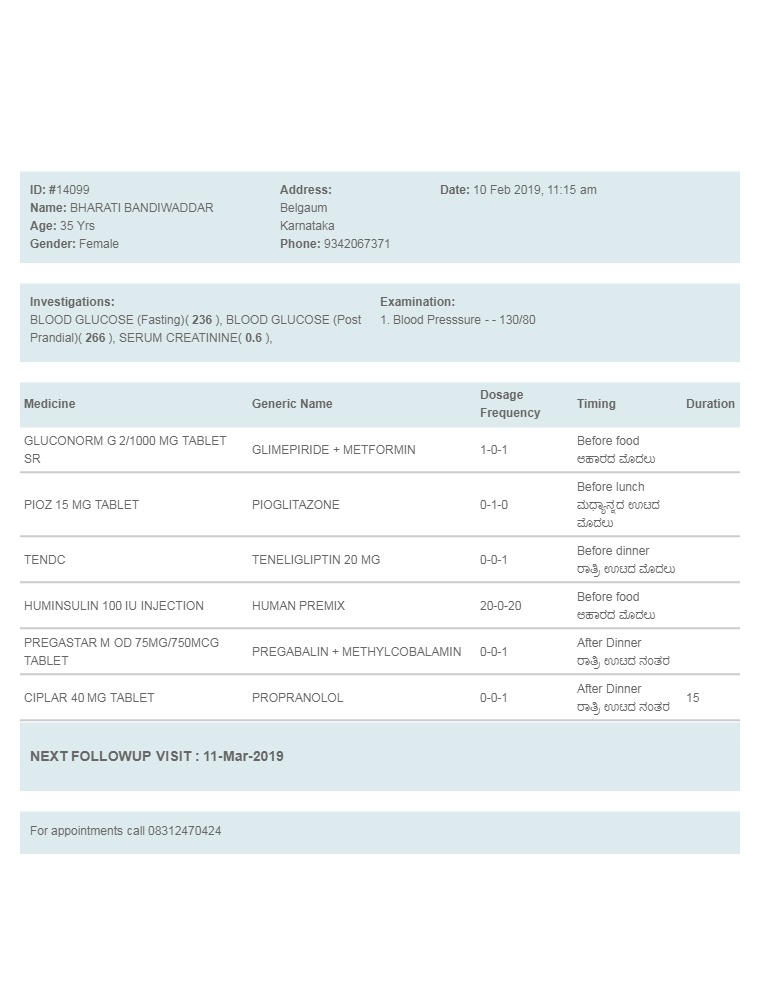 ID: #14099
Name: BHARATI BANDIWADDAR
Age: 35 Yrs
Gender: Female
Address:
Belgaum
Karnataka
Phone: 9342067371
Date: 10 Feb 2019, 11:15 am
Investigations:
BLOOD GLUCOSE (Fasting)( 236 ), BLOOD GLUCOSE (Post
Prandial)( 266 ), SERUM CREATININE( 0.6 ),
Examination:
1. Blood Presssure - - 130/80
Medicine Generic Name Dosage Frequency Timing Duration
GLUCONORM G 2/1000 MG TABLET
SR
GLIMEPIRIDE + METFORMIN
1-0-1
Before food
ಆಹಾರದ ಮೊದಲು
PIOZ 15 MG TABLET
PIOGLITAZONE
0-1-0
Before lunch
ಮಧ್ಯಾನ್ನದ ಊಟದ
ಮೊದಲು
TENDC
TENELIGLIPTIN 20 MG
0-0-1
Before dinner
ರಾತ್ರಿ ಊಟದ ಮೊದಲು
HUMINSULIN 100 IU INJECTION
HUMAN PREMIX
20-0-20
Before food
ಆಹಾರದ ಮೊದಲು
PREGASTAR M OD 75MG/750MCG
TABLET
PREGABALIN + METHYLCOBALAMIN
0-0-1
After Dinner
ರಾತ್ರಿ ಊಟದ ನಂತರ
CIPLAR 40 MG TABLET
PROPRANOLOL
0-0-1
After Dinner
ರಾತ್ರಿ ಊಟದ ನಂತರ
15
NEXT FOLLOWUP VISIT : 11-Mar-2019
For appointments call 08312470424